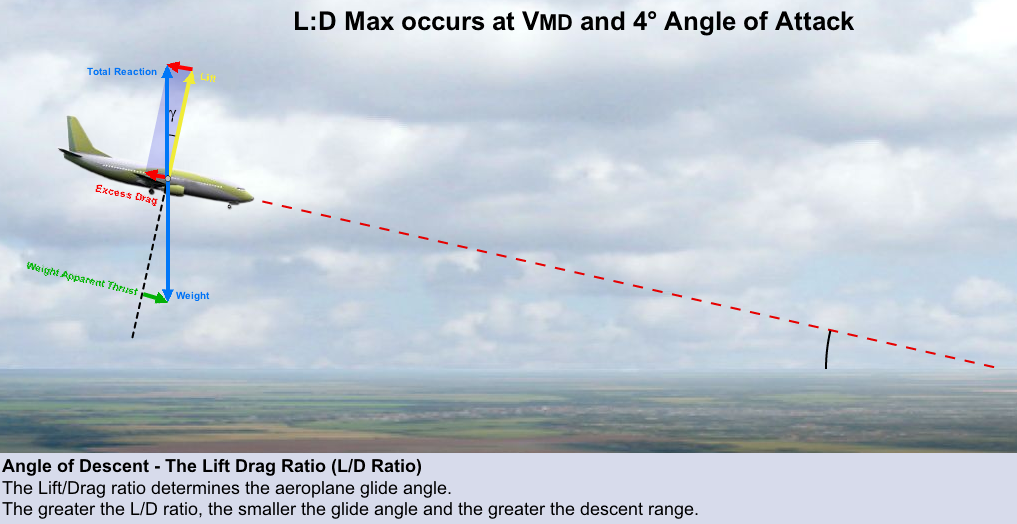 L:D Max occurs at VMD and 4° Angle of Attack
Total Reaction
Lift
γ
Excess Drag
Weight Apparent Thrust
Weight
Angle of Descent - The Lift Drag Ratio (L/D Ratio)
The Lift/Drag ratio determines the aeroplane glide angle.
The greater the L/D ratio, the smaller the glide angle and the greater the descent range.